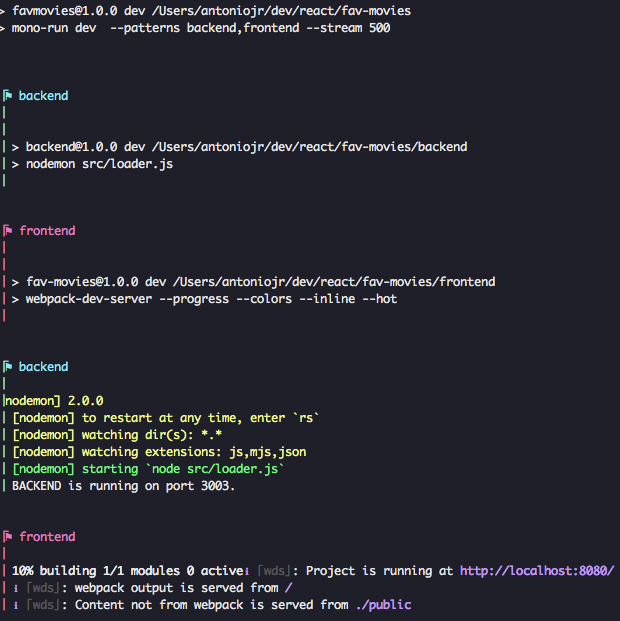 > favmovies@1.0.0 dev /Users/antoniojr/dev/react/fav-movies
> mono-run dev  --patterns backend,frontend --stream 500
backend
> backend@1.0.0 dev /Users/antoniojr/dev/react/fav-movies/backend
> nodemon src/loader.js
frontend
> fav-movies@1.0.0 dev /Users/antoniojr/dev/react/fav-movies/frontend
> webpack-dev-server --progress --colors --inline --hot
backend
nodemon] 2.0.0
[nodemon] to restart at any time, enter `rs`
[nodemon] watching dir(s): *.*
[nodemon] watching extensions: js,mjs,json
[nodemon] starting `node src/loader.js`
BACKEND is running on port 3003.
frontend
10% building 1/1 modules 0 activeℹ ｢wds｣: Project is running at http://localhost:8080/
ℹ ｢wds｣: webpack output is served from /
ℹ ｢wds｣: Content not from webpack is served from ./public